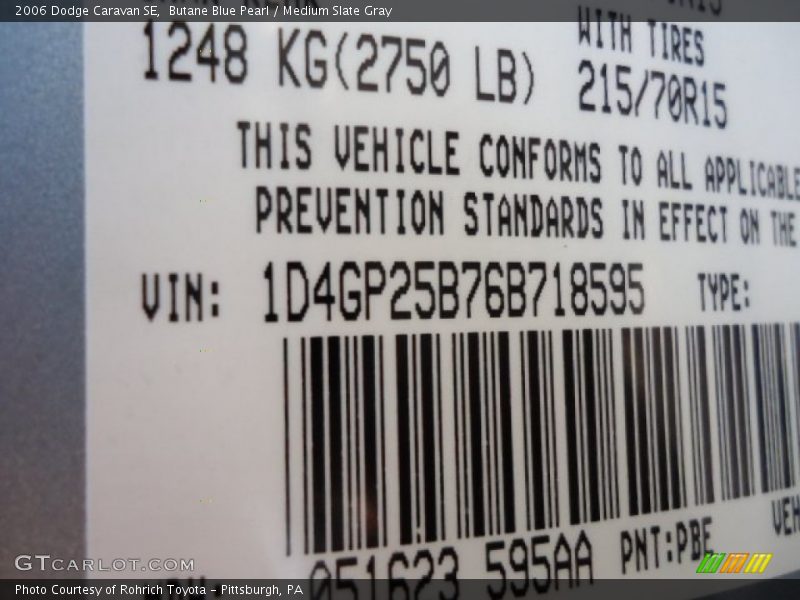 2006 Dodge Caravan SE, Butane Blue Pearl / Medium Slate Gray
1248 KG(2750 LB) WITH TIRES
215/70R15
THIS VEHICLE CONFORMS TO ALL APPLICABLE
PREVENTION STANDARDS IN EFFECT ON THE
VIN: 1D4GP25B76B718595 TYPE:
051623 595AA PNT:PBE VEH
GTCARLOT.COM
Photo Courtesy of Rohrich Toyota - Pittsburgh, PA